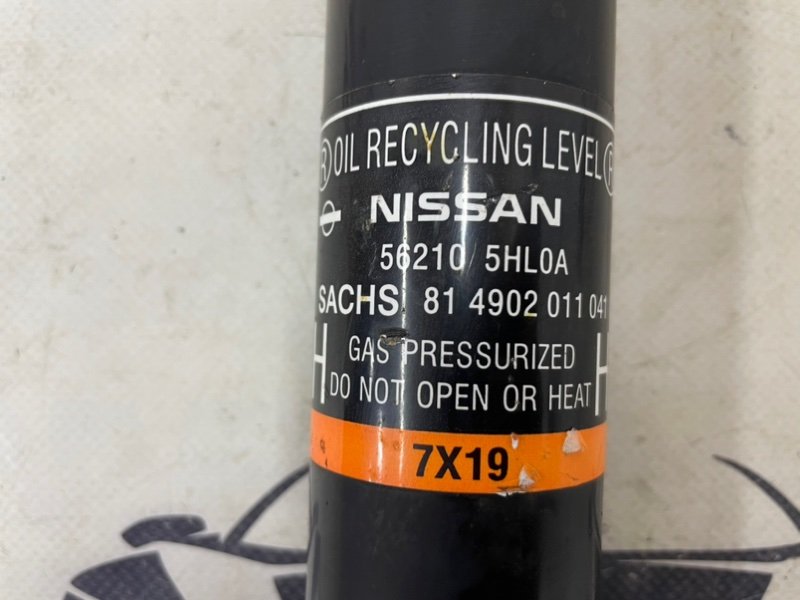 Ⓡ OIL RECYCLING LEVEL Ⓡ
NISSAN
56210 5HL0A
SACHS 81 4902 011 041
H GAS PRESSURIZED H
DO NOT OPEN OR HEAT
7X19